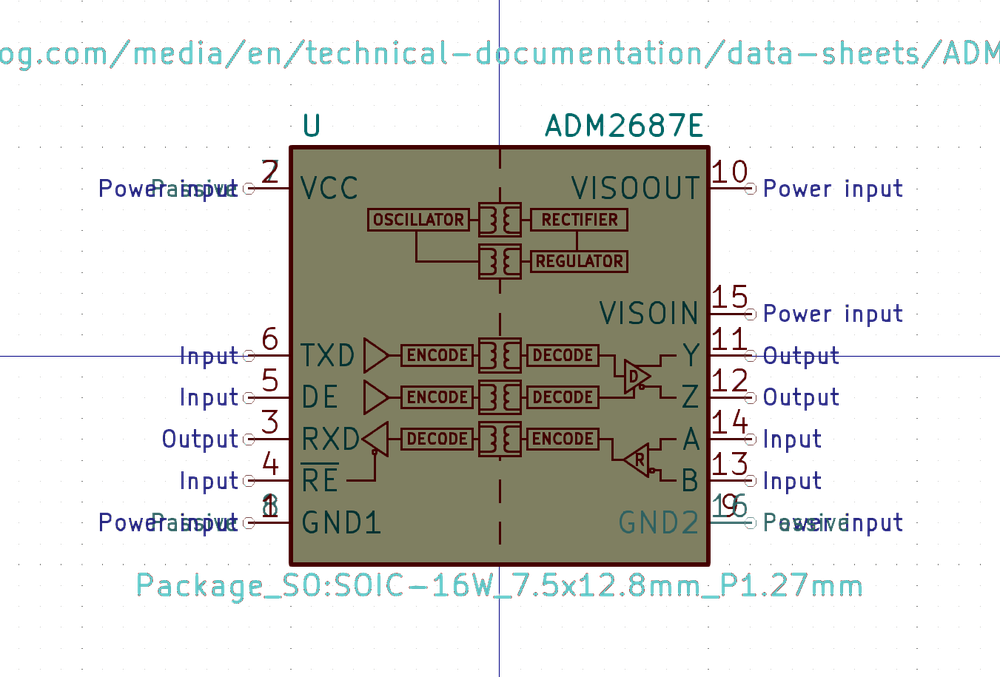 og.com/media/en/technical-documentation/data-sheets/ADM
U ADM2687E
Power input 2 VCC VISOOUT 10 Power input
OSCILLATOR RECTIFIER
REGULATOR
VISOIN 15 Power input
Input 6 TXD ENCODE DECODE D Y 11 Output
Input 5 DE ENCODE DECODE Z 12 Output
Output 3 RXD DECODE ENCODE A 14 Input
Input 4 RE R B 13 Input
Power input 1 GND1 GND2 16 9 Passive Power input
Package_SO:SOIC-16W_7.5x12.8mm_P1.27mm